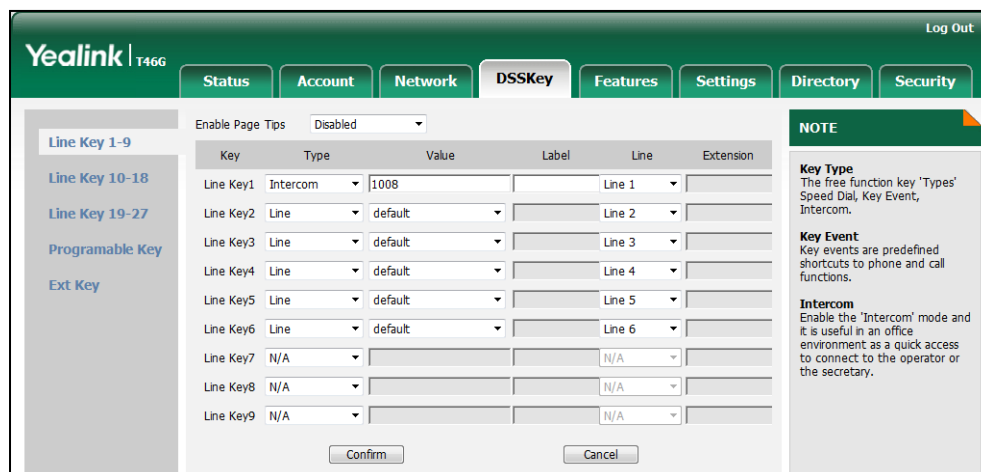 Log Out
Yealink T46G
Status Account Network DSSKey Features Settings Directory Security
Line Key 1-9
Line Key 10-18
Line Key 19-27
Programable Key
Ext Key
Enable Page Tips Disabled
Key Type Value Label Line Extension
Line Key1 Intercom 1008 Line 1
Line Key2 Line default Line 2
Line Key3 Line default Line 3
Line Key4 Line default Line 4
Line Key5 Line default Line 5
Line Key6 Line default Line 6
Line Key7 N/A N/A
Line Key8 N/A N/A
Line Key9 N/A N/A
Confirm Cancel
NOTE
Key Type
The free function key 'Types'
Speed Dial, Key Event,
Intercom.
Key Event
Key events are predefined
shortcuts to phone and call
functions.
Intercom
Enable the 'Intercom' mode and
it is useful in an office
environment as a quick access
to connect to the operator or
the secretary.